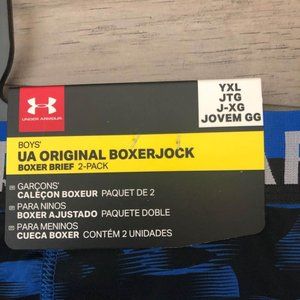 UNDER ARMOUR
YXL
JTG
J-XG
JOVEM GG
BOYS'
UA ORIGINAL BOXERJOCK
BOXER BRIEF 2-PACK
GARÇONS'
CALEÇON BOXEUR PAQUET DE 2
PARA NINOS
BOXER AJUSTADO PAQUETE DOBLE
PARA MENINOS
CUECA BOXER CONTÉM 2 UNIDADES